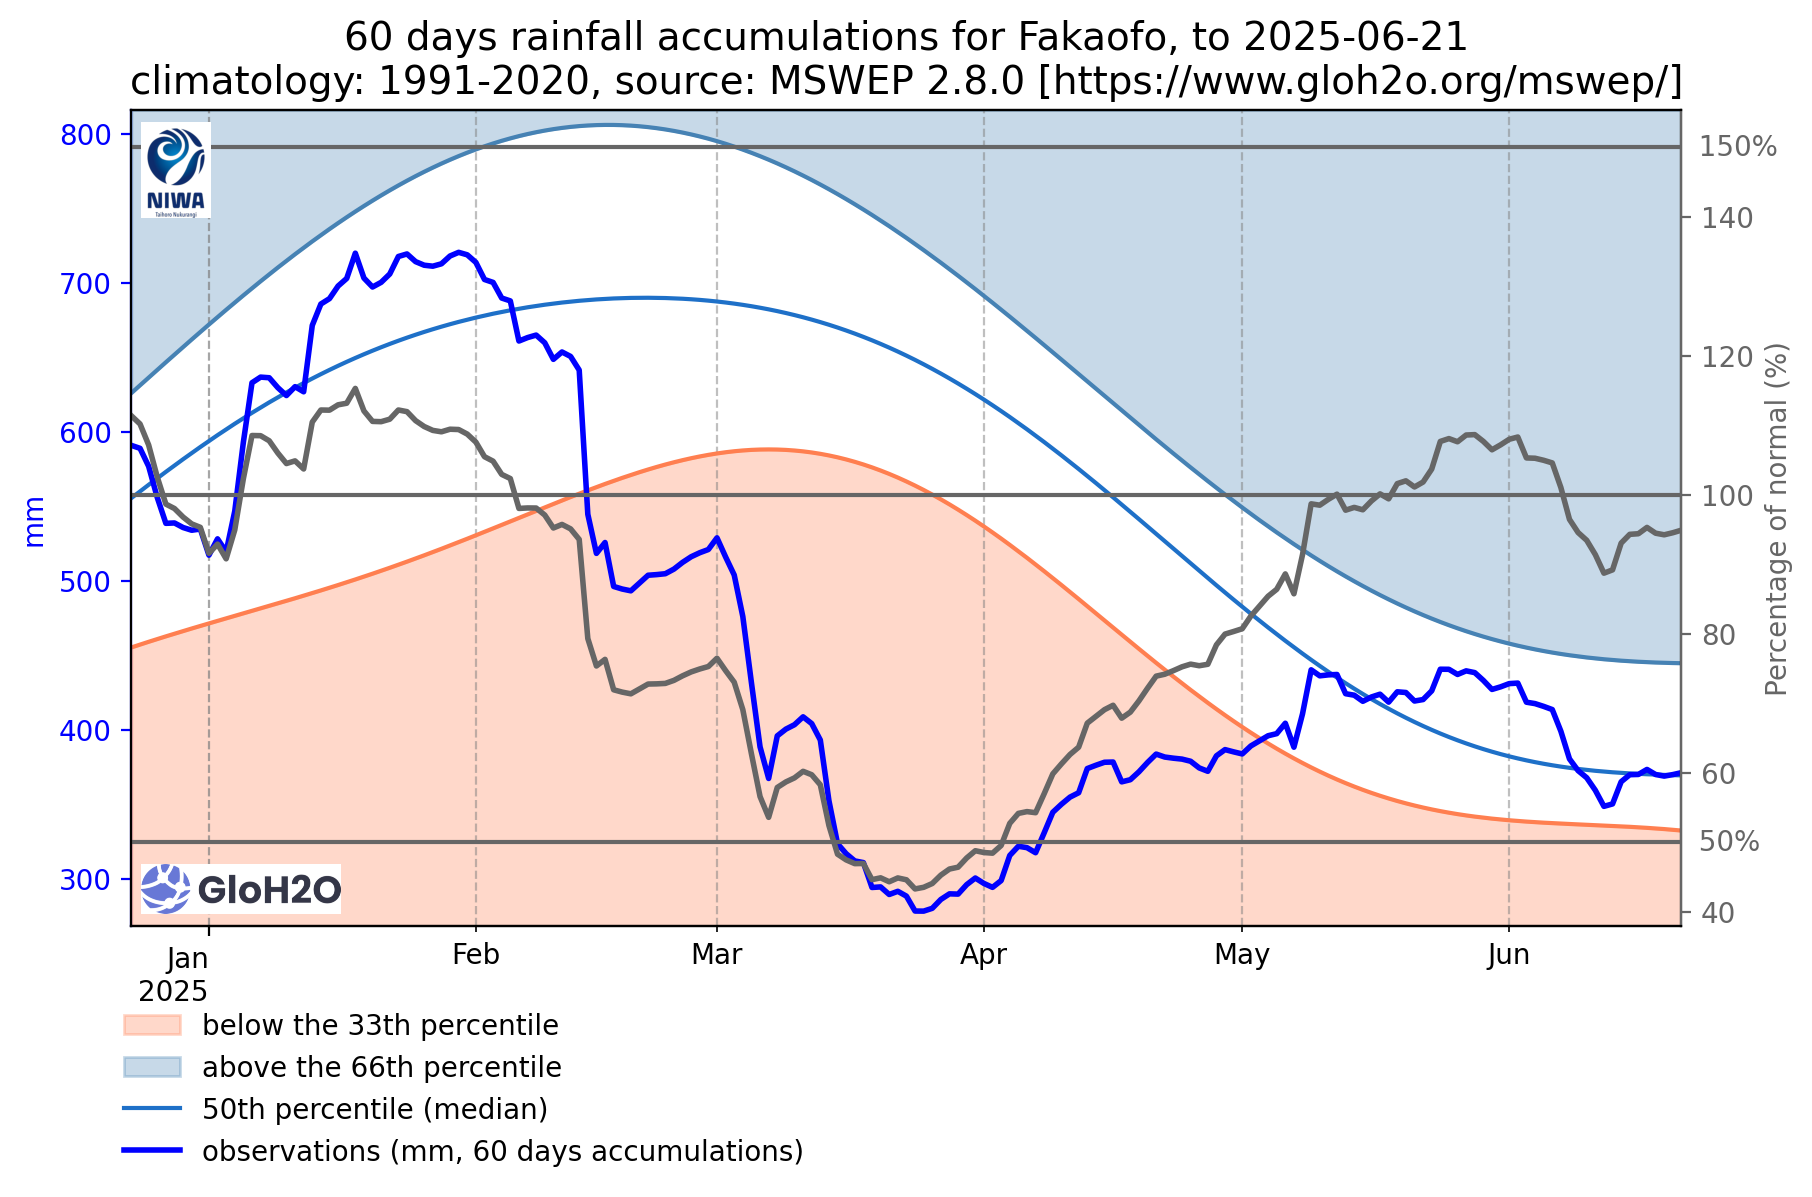 60 days rainfall accumulations for Fakaofo, to 2025-06-21
climatology: 1991-2020, source: MSWEP 2.8.0 [https://www.gloh2o.org/mswep/]
800
700
600
500
400
300
mm
NIWA
Taihoro Nukurangi
GloH2O
150%
140
120
100
80
60
50%
40
Percentage of normal (%)
Jan
2025
Feb
Mar
Apr
May
Jun
below the 33th percentile
above the 66th percentile
50th percentile (median)
observations (mm, 60 days accumulations)